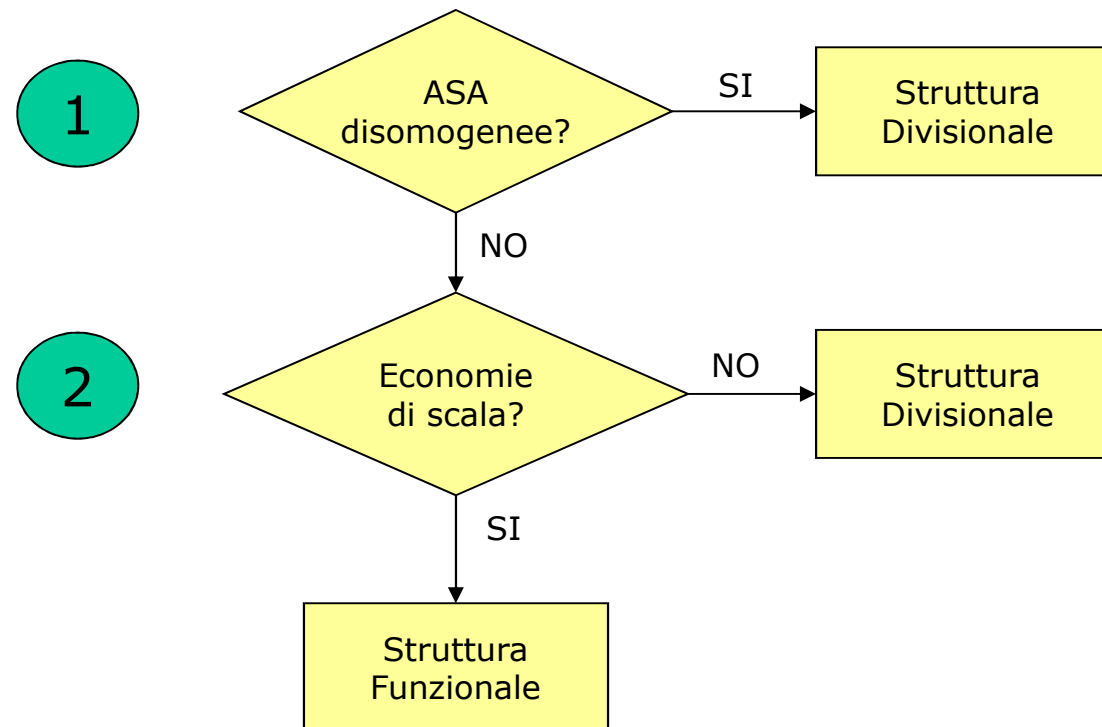 1
ASA
disomogenee?
SI
Struttura
Divisionale
NO
2
Economie
di scala?
NO
Struttura
Divisionale
SI
Struttura
Funzionale